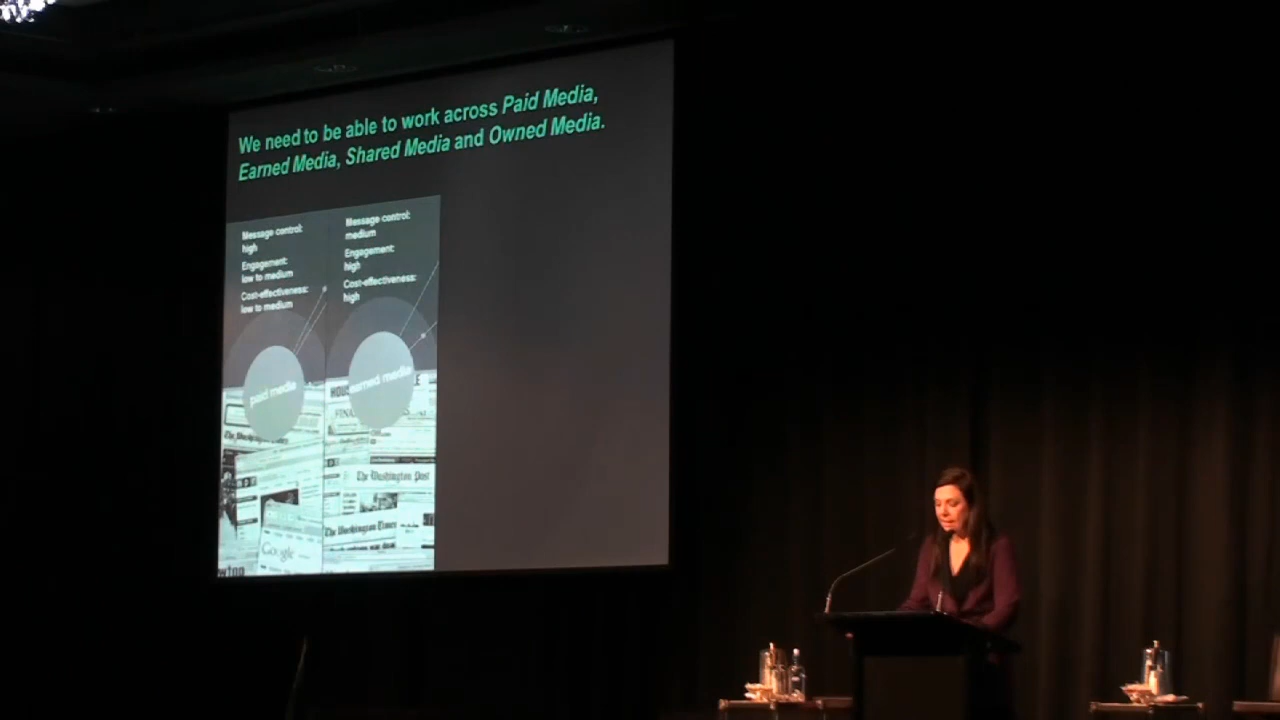 We need to be able to work across Paid Media,
Earned Media, Shared Media and Owned Media.
Message control:
high
Engagement:
low to medium
Cost-effectiveness:
low to medium
Message control:
medium
Engagement:
high
Cost-effectiveness:
high
paid media
earned media
The Washington Post
The Washington Times
Google